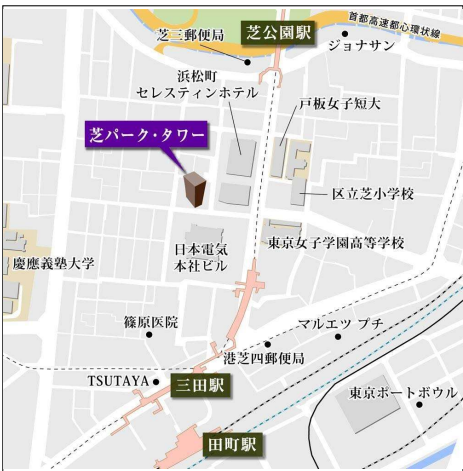 首都高速都心環状線
芝三郵便局
芝公園駅
ジョナサン
浜松町
セレスティンホテル
戸板女子短大
芝パーク・タワー
区立芝小学校
日本電気
本社ビル
東京女子学園高等学校
慶應義塾大学
篠原医院
マルエツ プチ
港芝四郵便局
TSUTAYA
三田駅
東京ポートボウル
田町駅